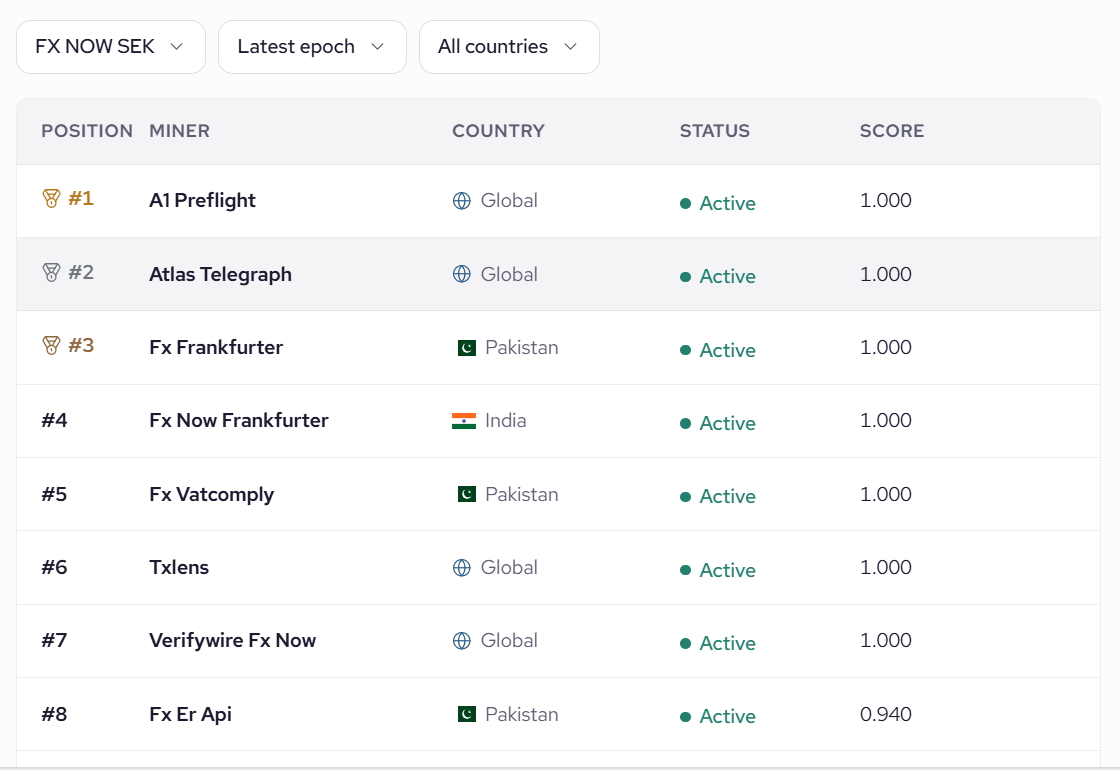 FX NOW SEK Latest epoch All countries
POSITION MINER COUNTRY STATUS SCORE
#1 A1 Preflight Global Active 1.000
#2 Atlas Telegraph Global Active 1.000
#3 Fx Frankfurter Pakistan Active 1.000
#4 Fx Now Frankfurter India Active 1.000
#5 Fx Vatcomply Pakistan Active 1.000
#6 Txlens Global Active 1.000
#7 Verifywire Fx Now Global Active 1.000
#8 Fx Er Api Pakistan Active 0.940